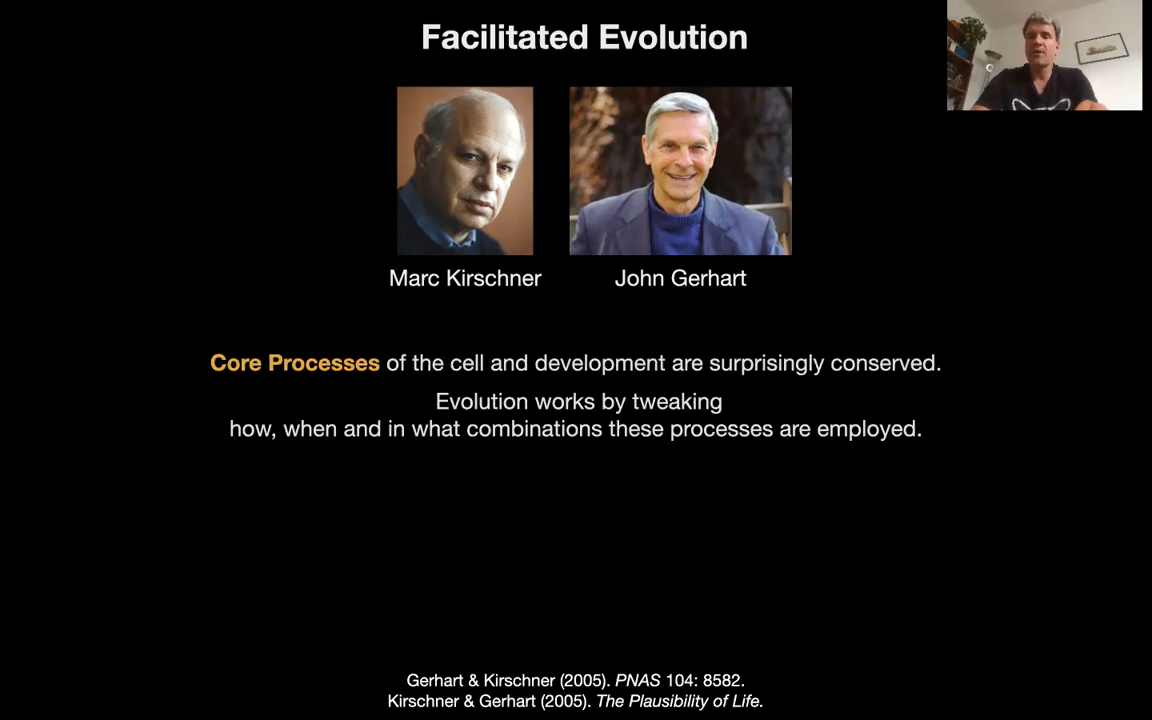 Facilitated Evolution
Marc Kirschner
John Gerhart
Core Processes of the cell and development are surprisingly conserved.
Evolution works by tweaking
how, when and in what combinations these processes are employed.
Gerhart & Kirschner (2005). PNAS 104: 8582.
Kirschner & Gerhart (2005). The Plausibility of Life.